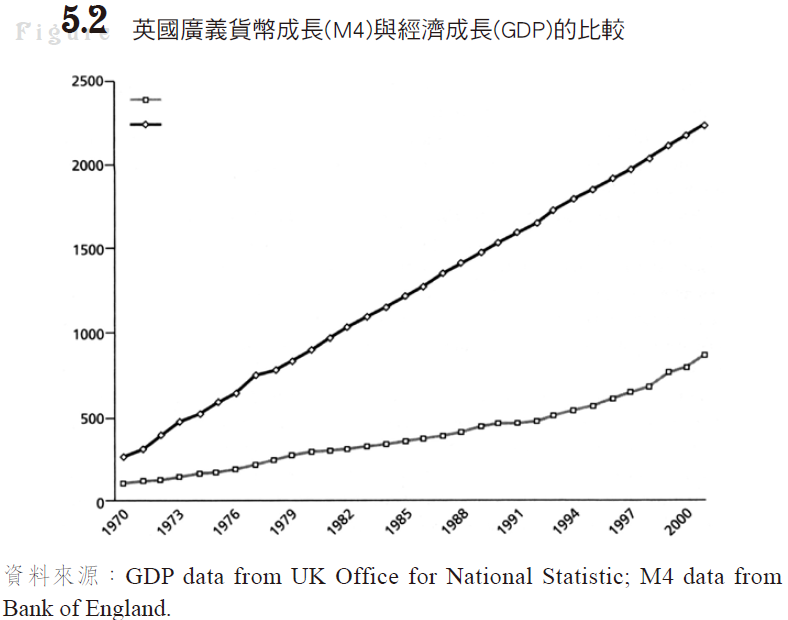 Figure 5.2 英國廣義貨幣成長(M4)與經濟成長(GDP)的比較
2500
2000
1500
1000
500
0
1970 1973 1976 1979 1982 1985 1988 1991 1994 1997 2000
資料來源：GDP data from UK Office for National Statistic; M4 data from
Bank of England.